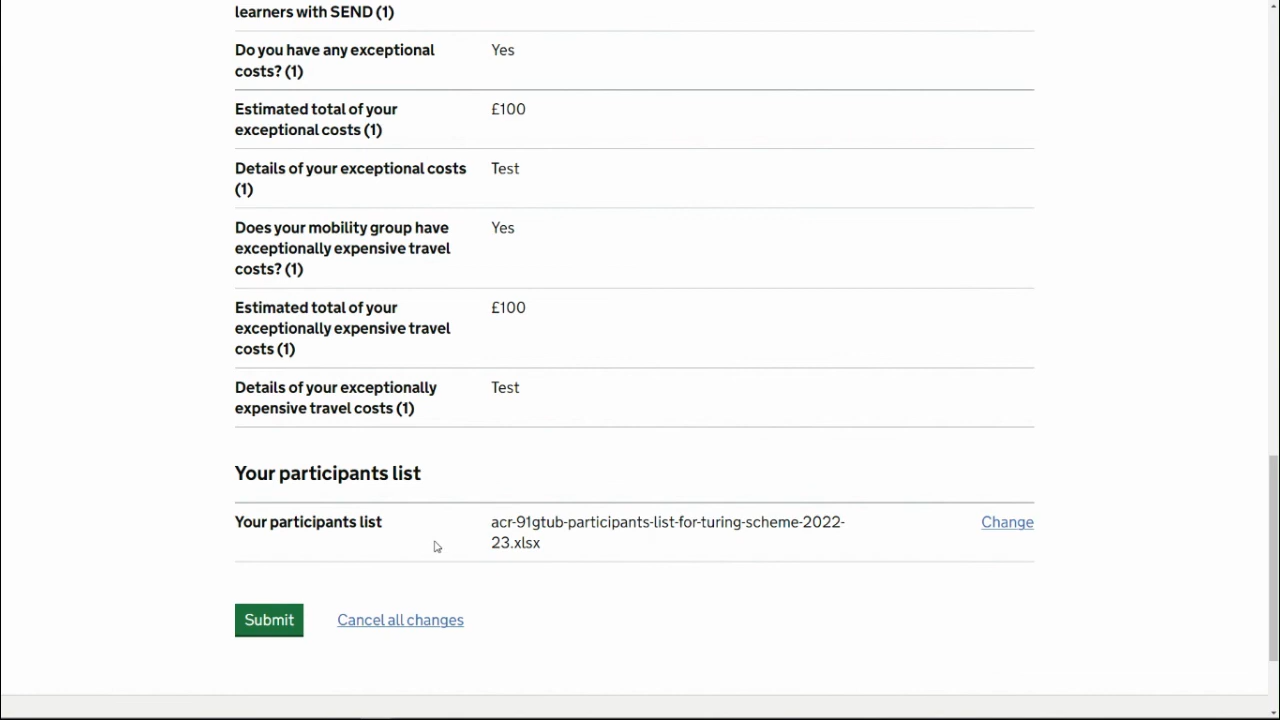 learners with SEND (1)
Do you have any exceptional Yes
costs? (1)
Estimated total of your £100
exceptional costs (1)
Details of your exceptional costs Test
(1)
Does your mobility group have Yes
exceptionally expensive travel
costs? (1)
Estimated total of your £100
exceptionally expensive travel
costs (1)
Details of your exceptionally Test
expensive travel costs (1)
Your participants list
Your participants list acr-91gtub-participants-list-for-turing-scheme-2022- Change
23.xlsx
Submit Cancel all changes